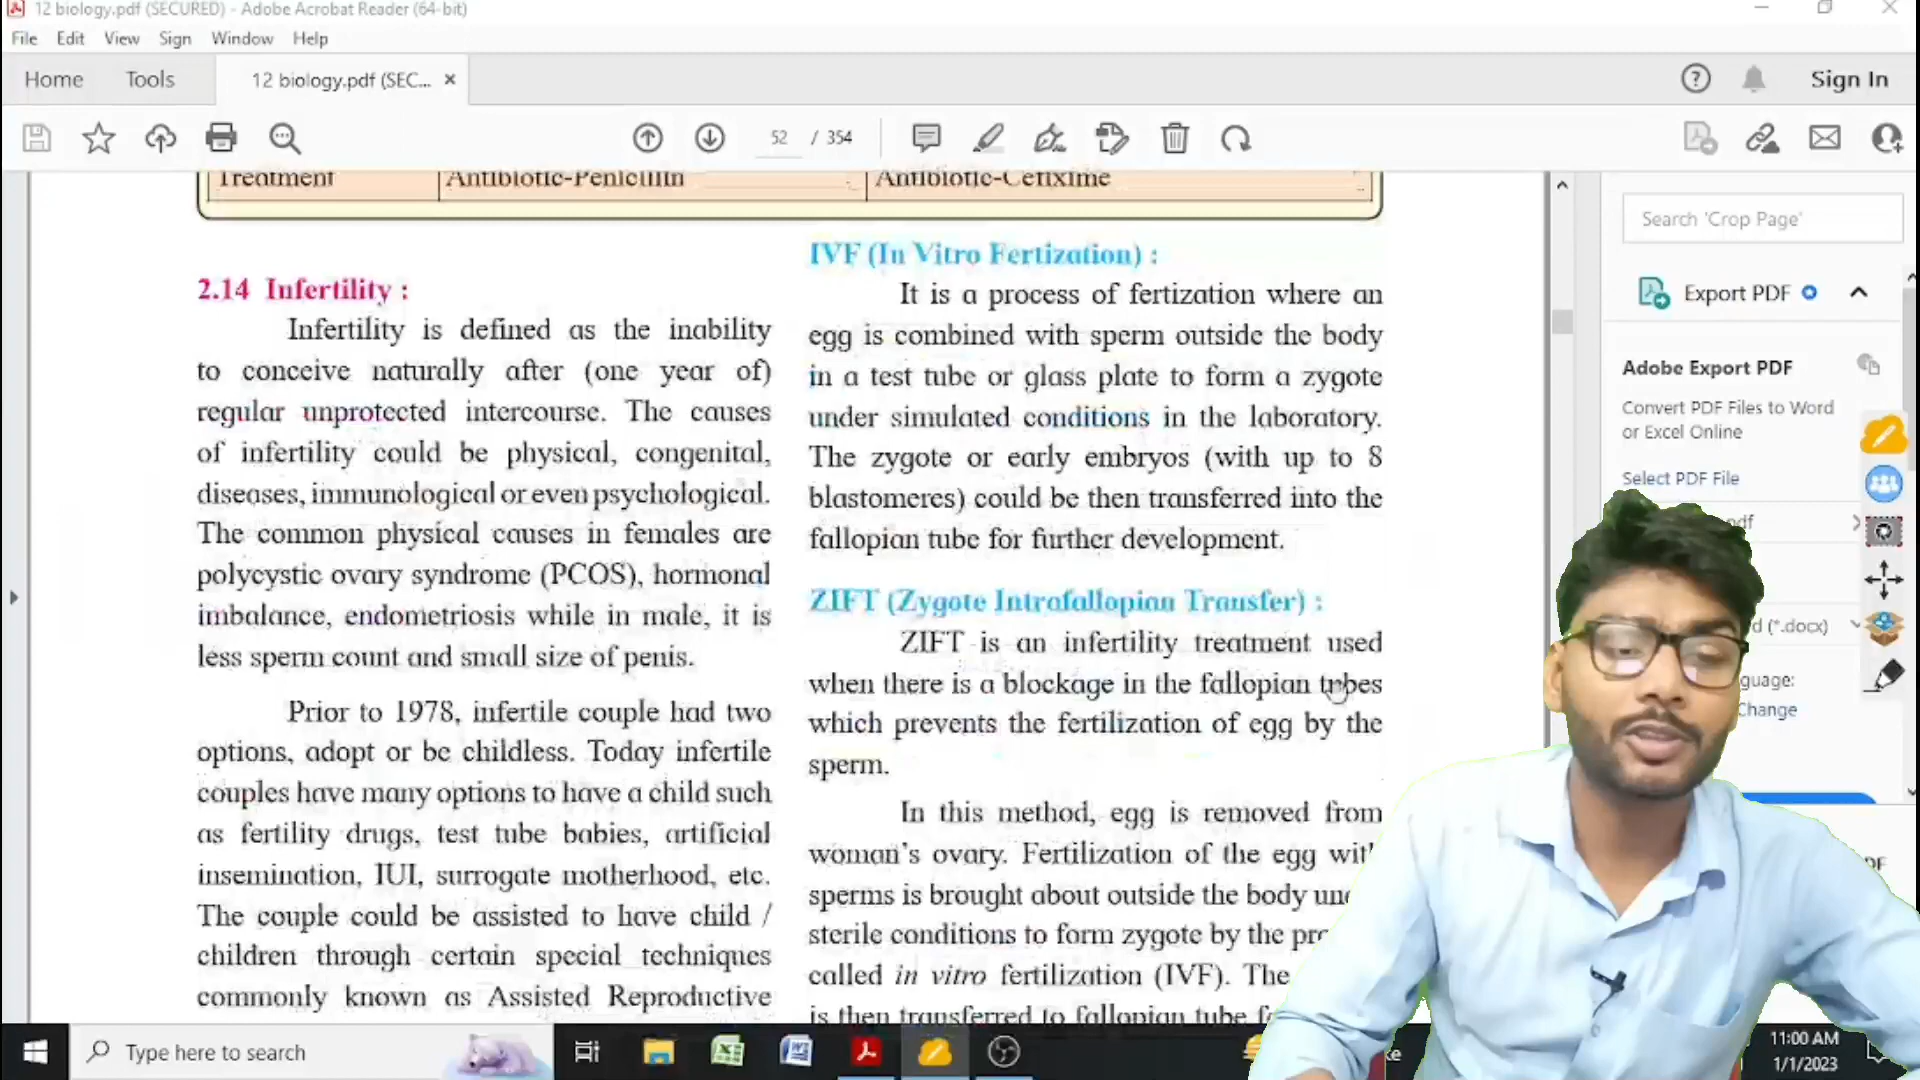 12 biology.pdf (SECURED) - Adobe Acrobat Reader (64-bit)
File Edit View Sign Window Help
Home Tools 12 biology.pdf (SEC... × Sign In
52 / 354
Treatment Antibiotic-Penicillin Antibiotic-Cefixime
2.14 Infertility :
Infertility is defined as the inability
to conceive naturally after (one year of)
regular unprotected intercourse. The causes
of infertility could be physical, congenital,
diseases, immunological or even psychological.
The common physical causes in females are
polycystic ovary syndrome (PCOS), hormonal
imbalance, endometriosis while in male, it is
less sperm count and small size of penis.
Prior to 1978, infertile couple had two
options, adopt or be childless. Today infertile
couples have many options to have a child such
as fertility drugs, test tube babies, artificial
insemination, IUI, surrogate motherhood, etc.
The couple could be assisted to have child /
children through certain special techniques
commonly known as Assisted Reproductive
IVF (In Vitro Fertization) :
It is a process of fertization where an
egg is combined with sperm outside the body
in a test tube or glass plate to form a zygote
under simulated conditions in the laboratory.
The zygote or early embryos (with up to 8
blastomeres) could be then transferred into the
fallopian tube for further development.
ZIFT (Zygote Intrafallopian Transfer) :
ZIFT is an infertility treatment used
when there is a blockage in the fallopian tubes
which prevents the fertilization of egg by the
sperm.
In this method, egg is removed from
woman's ovary. Fertilization of the egg with
sperms is brought about outside the body
sterile conditions to form zygote by the
called in vitro fertilization (IVF). The
is then transferred to fallopian tube
Search 'Crop Page'
Export PDF
Adobe Export PDF
Convert PDF Files to Word
or Excel Online
Select PDF File
(*.docx)
Change
Type here to search
11:00 AM
1/1/2023